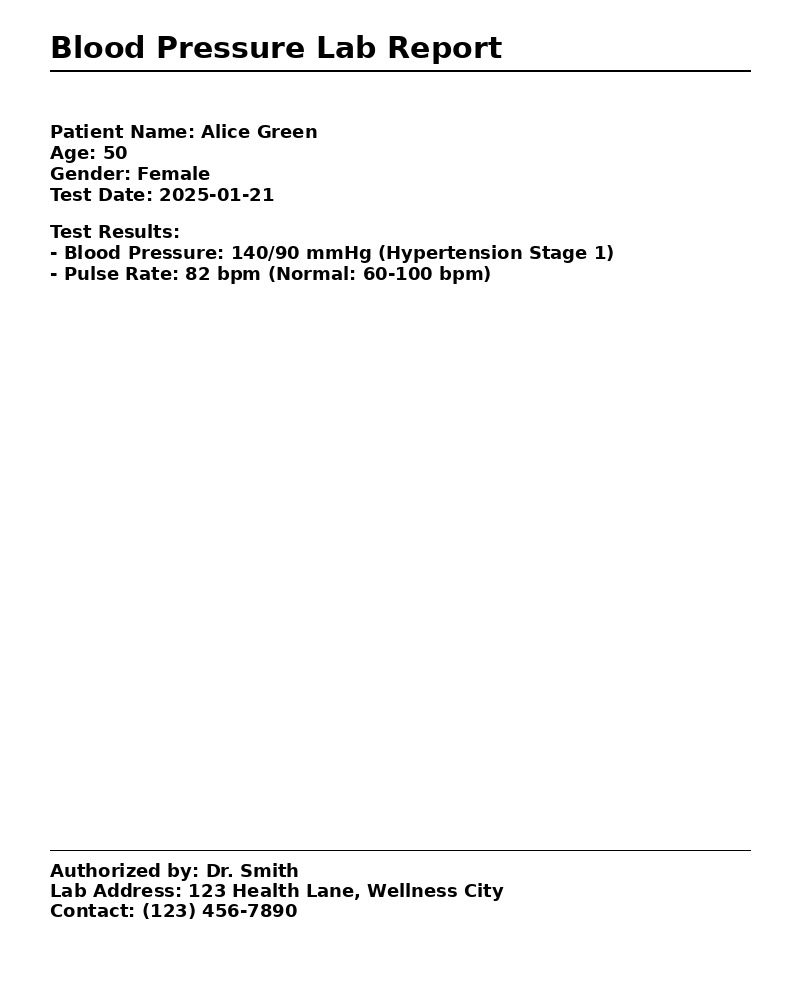 Blood Pressure Lab Report
Patient Name: Alice Green
Age: 50
Gender: Female
Test Date: 2025-01-21
Test Results:
- Blood Pressure: 140/90 mmHg (Hypertension Stage 1)
- Pulse Rate: 82 bpm (Normal: 60-100 bpm)
Authorized by: Dr. Smith
Lab Address: 123 Health Lane, Wellness City
Contact: (123) 456-7890